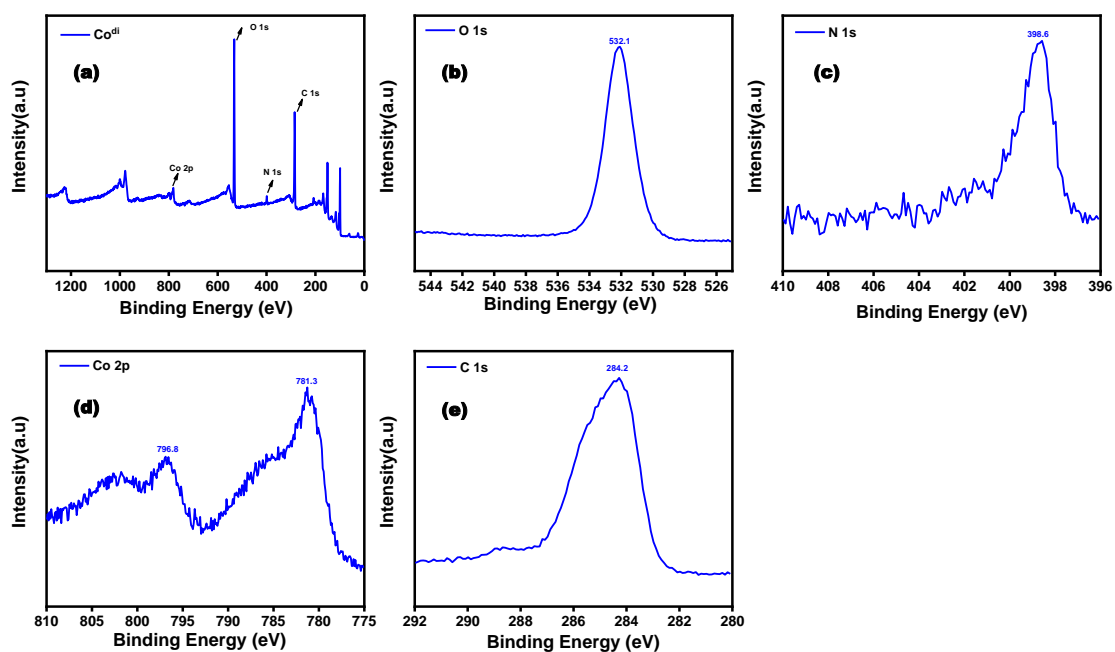 Co^di
O 1s
(a)
C 1s
Co 2p
N 1s
Intensity(a.u)
1200 1000 800 600 400 200 0
Binding Energy (eV)
O 1s
532.1
(b)
Intensity(a.u)
544 542 540 538 536 534 532 530 528 526
Binding Energy (eV)
N 1s
398.6
(c)
Intensity(a.u)
410 408 406 404 402 400 398 396
Binding Energy (eV)
Co 2p
781.3
(d)
796.8
Intensity(a.u)
810 805 800 795 790 785 780 775
Binding Energy (eV)
C 1s
284.2
(e)
Intensity(a.u)
292 290 288 286 284 282 280
Binding Energy (eV)